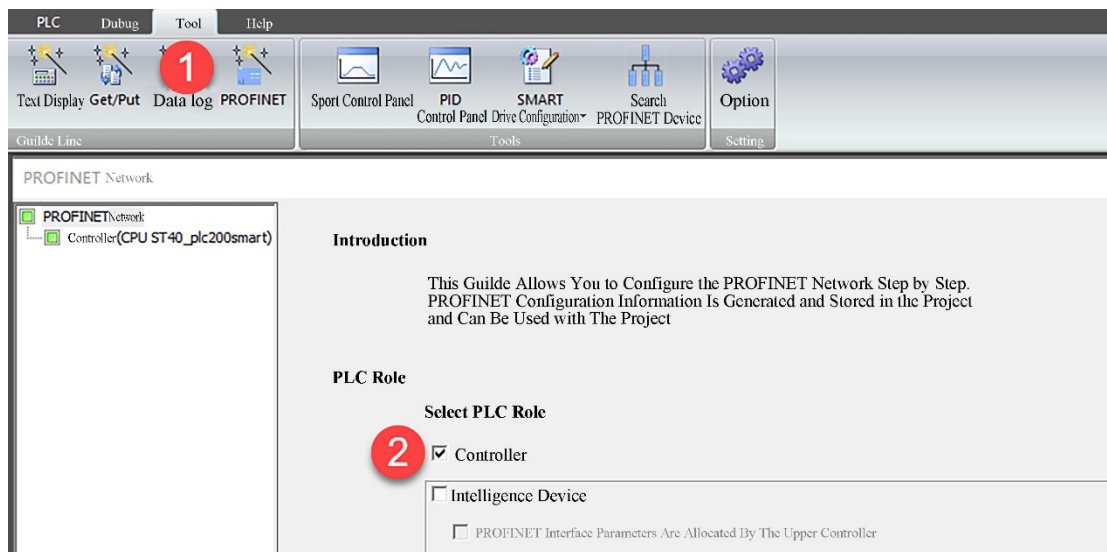 PLC Dubug Tool Help
1
Text Display Get/Put Data log PROFINET Sport Control Panel PID SMART Search Option
Control Panel Drive Configuration PROFINET Device
Guilde Line Tools Setting
PROFINET Network
PROFINETNetwork
Controller(CPU ST40_plc200smart)
Introduction
This Guilde Allows You to Configure the PROFINET Network Step by Step.
PROFINET Configuration Information Is Generated and Stored in the Project
and Can Be Used with The Project
PLC Role
Select PLC Role
2 Controller
Intelligence Device
PROFINET Interface Parameters Are Allocated By The Upper Controller